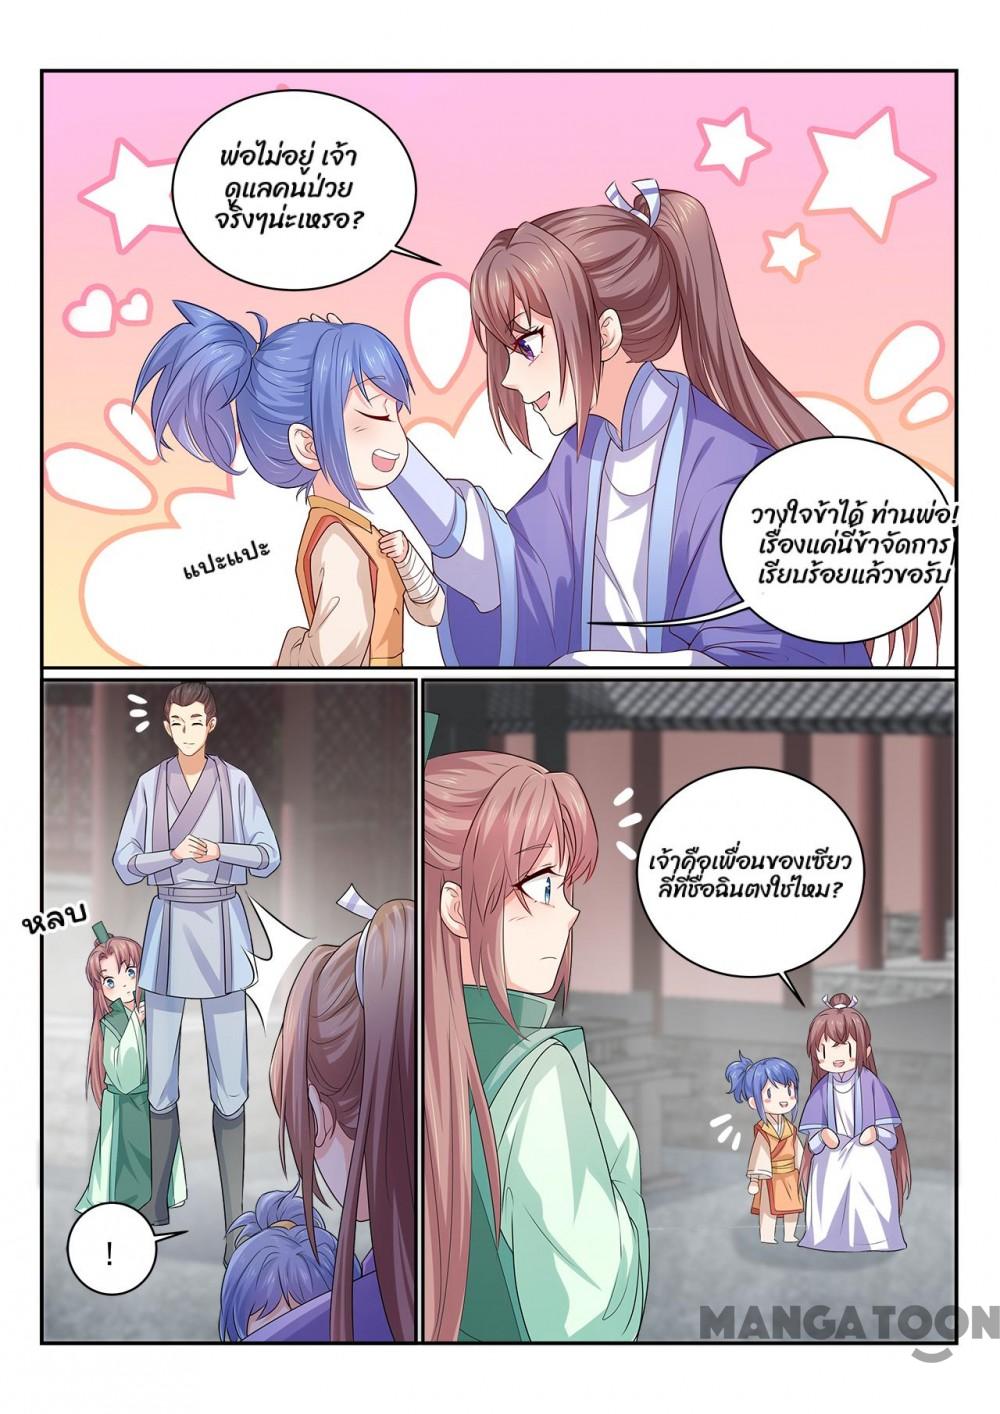 พ่อไม่อยู่ เจ้า
ดูแลคนป่วย
จริงๆน่ะเหรอ?
วางใจข้าได้ ท่านพ่อ!
เรื่องแค่นี้ข้าจัดการ
เรียบร้อยแล้วขอรับ
แปะแปะ
หลบ
!
เจ้าคือเพื่อนของเซียว
ลี่ที่ชื่อฉินตงใช่ไหม?
MANGATOON